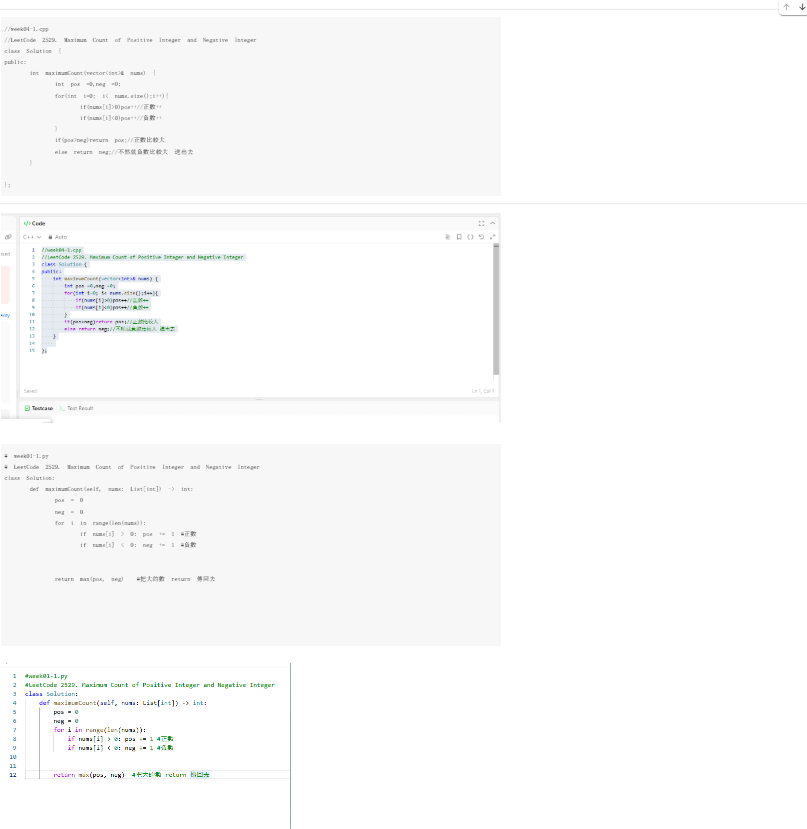 //week04-1.cpp
//LeetCode 2529. Maximum Count of Positive Integer and Negative Integer
class Solution {
public:
int maximumCount(vector<int>& nums) {
int pos =0,neg =0;
for(int i=0; i< nums.size();i++){
if(nums[i]>0)pos++//正數++
if(nums[i]<0)pos++//負數++
}
if(pos>neg)return pos;//正數比較大
else return neg;//不然就負數比較大 送出去
}
};
</> Code
C++ Auto
1 //week04-1.cpp
2 //LeetCode 2529. Maximum Count of Positive Integer and Negative Integer
3 class Solution {
4 public:
5 int maximumCount(vector<int>& nums) {
6 int pos =0,neg =0;
7 for(int i=0; i< nums.size();i++){
8 if(nums[i]>0)pos++//正數++
9 if(nums[i]<0)pos++//負數++
10 }
11 if(pos>neg)return pos;//正數比較大
12 else return neg;//不然就負數比較大 送出去
13 }
14
15 };
Saved Ln 1, Col 1
Testcase Test Result
# week01-1.py
# LeetCode 2529. Maximum Count of Positive Integer and Negative Integer
class Solution:
def maximumCount(self, nums: List[int]) -> int:
pos = 0
neg = 0
for i in range(len(nums)):
if nums[i] > 0: pos += 1 #正數
if nums[i] < 0: neg += 1 #負數
return max(pos, neg) #把大的數 return 傳回去
1 #week01-1.py
2 #LeetCode 2529. Maximum Count of Positive Integer and Negative Integer
3 class Solution:
4 def maximumCount(self, nums: List[int]) -> int:
5 pos = 0
6 neg = 0
7 for i in range(len(nums)):
8 if nums[i] > 0: pos += 1 #正數
9 if nums[i] < 0: neg += 1 #負數
10
11
12 return max(pos, neg) #把大的數 return 傳回去